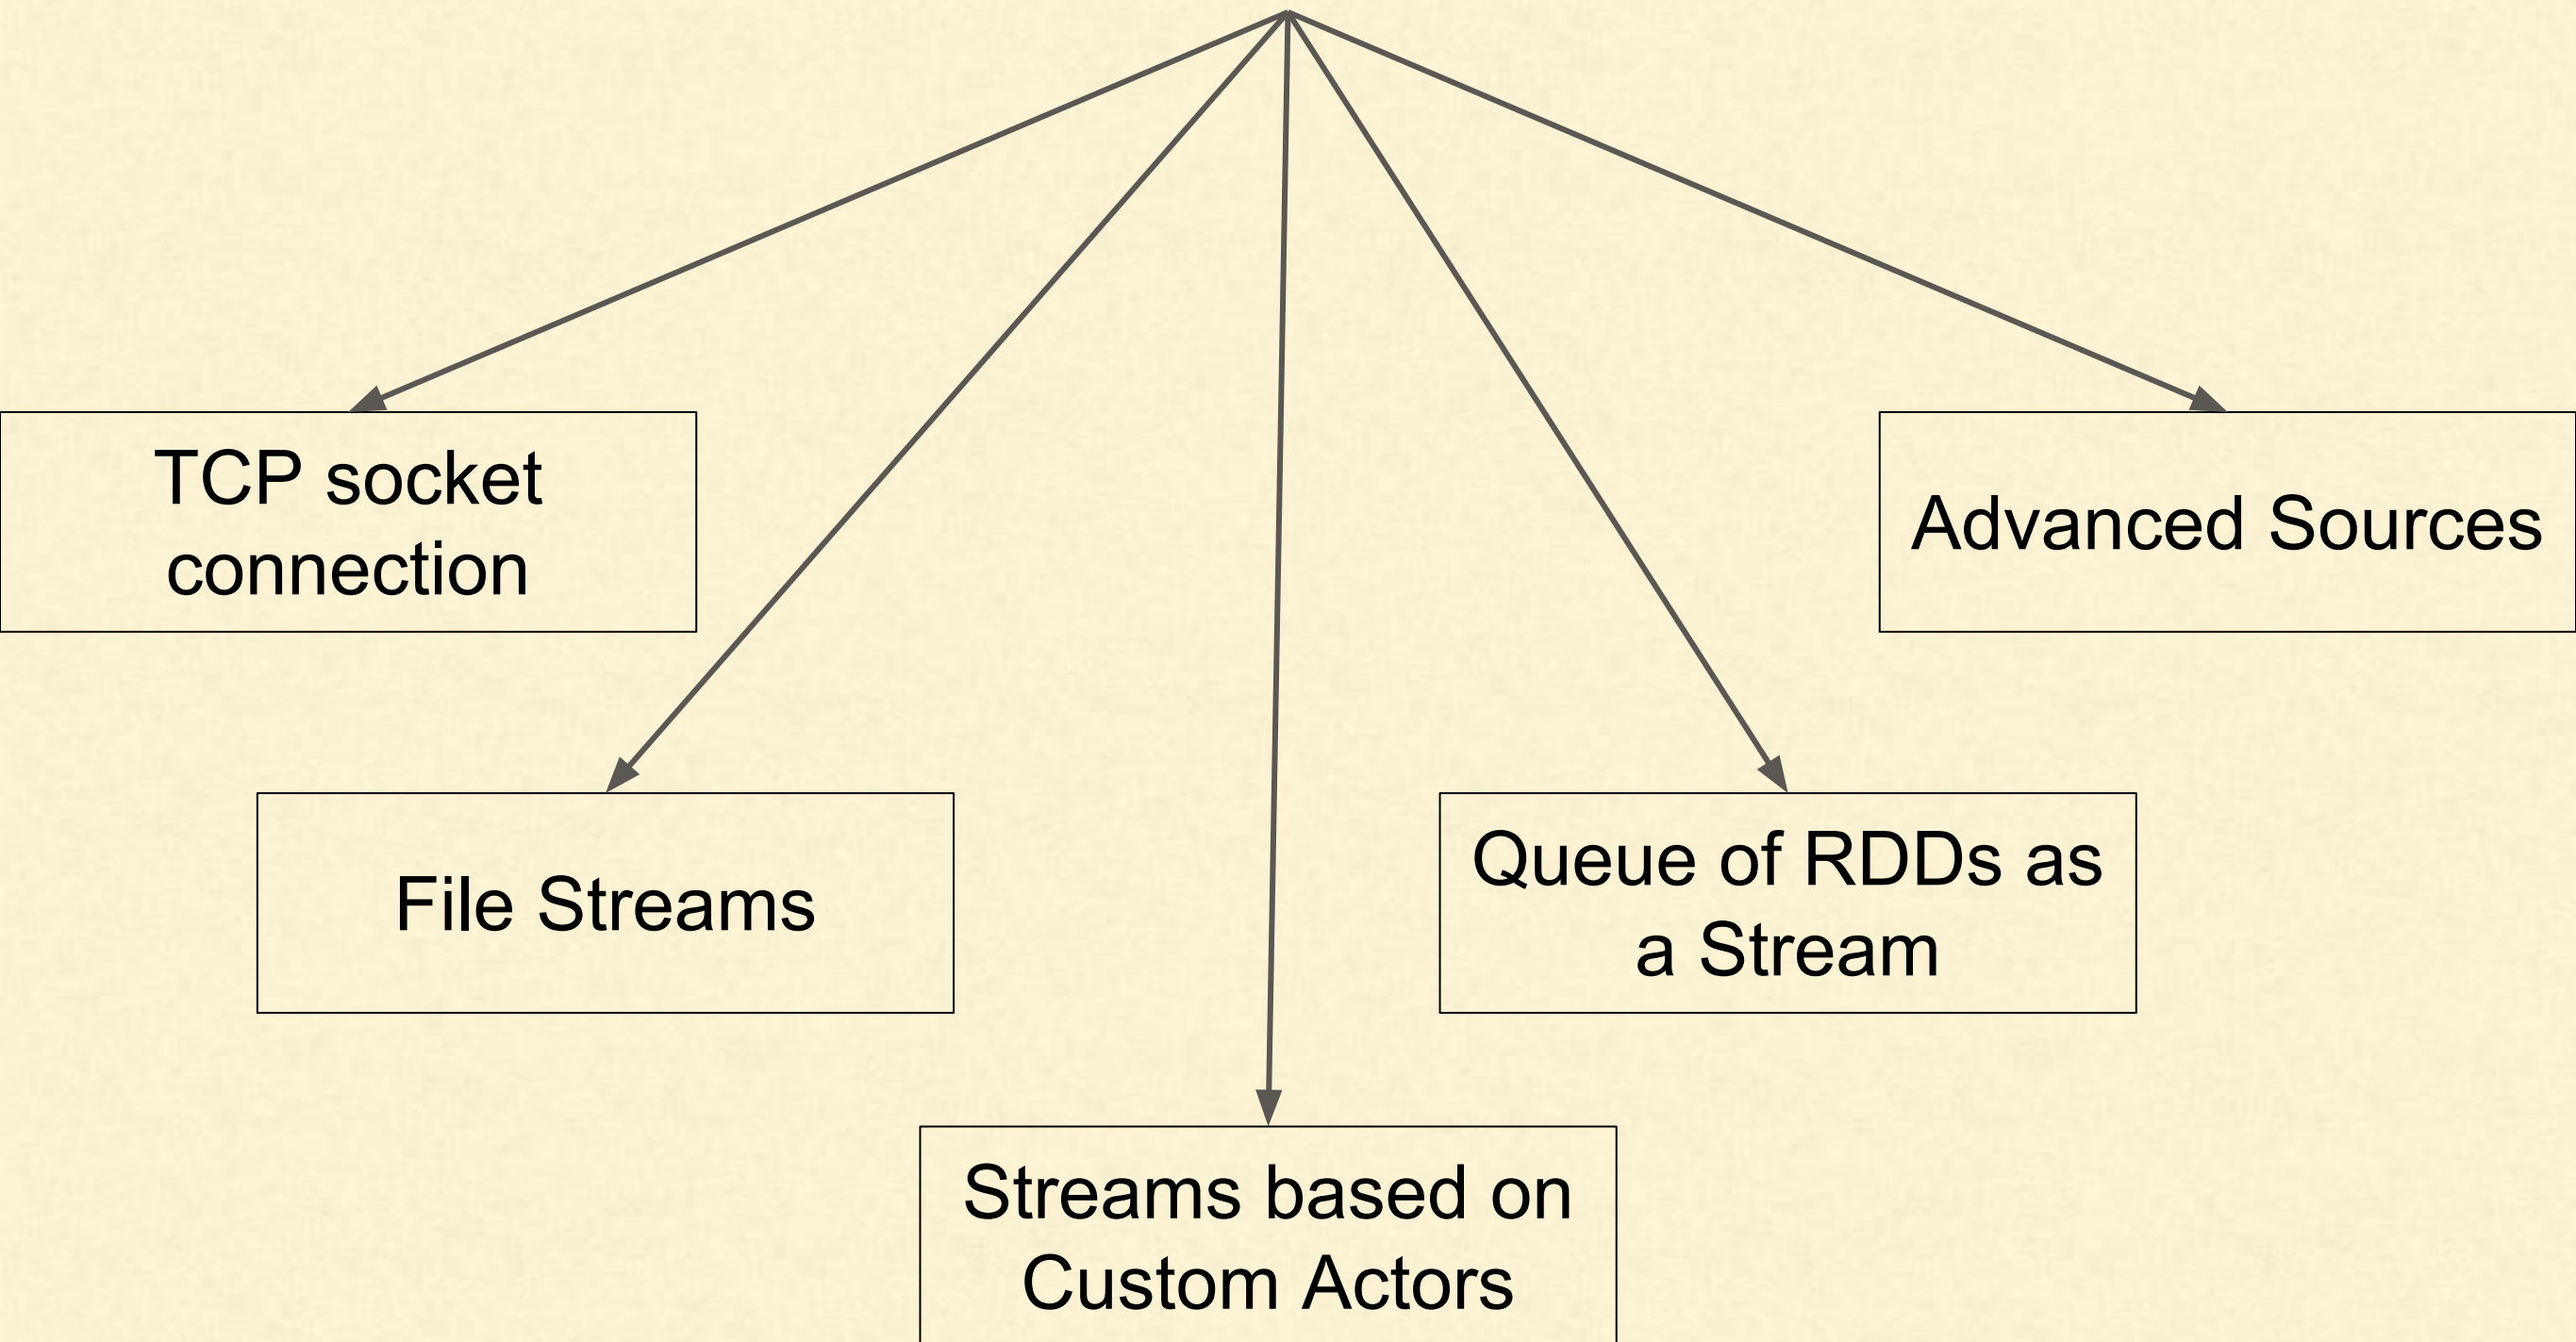 TCP socket
connection
Advanced Sources
File Streams
Queue of RDDs as
a Stream
Streams based on
Custom Actors